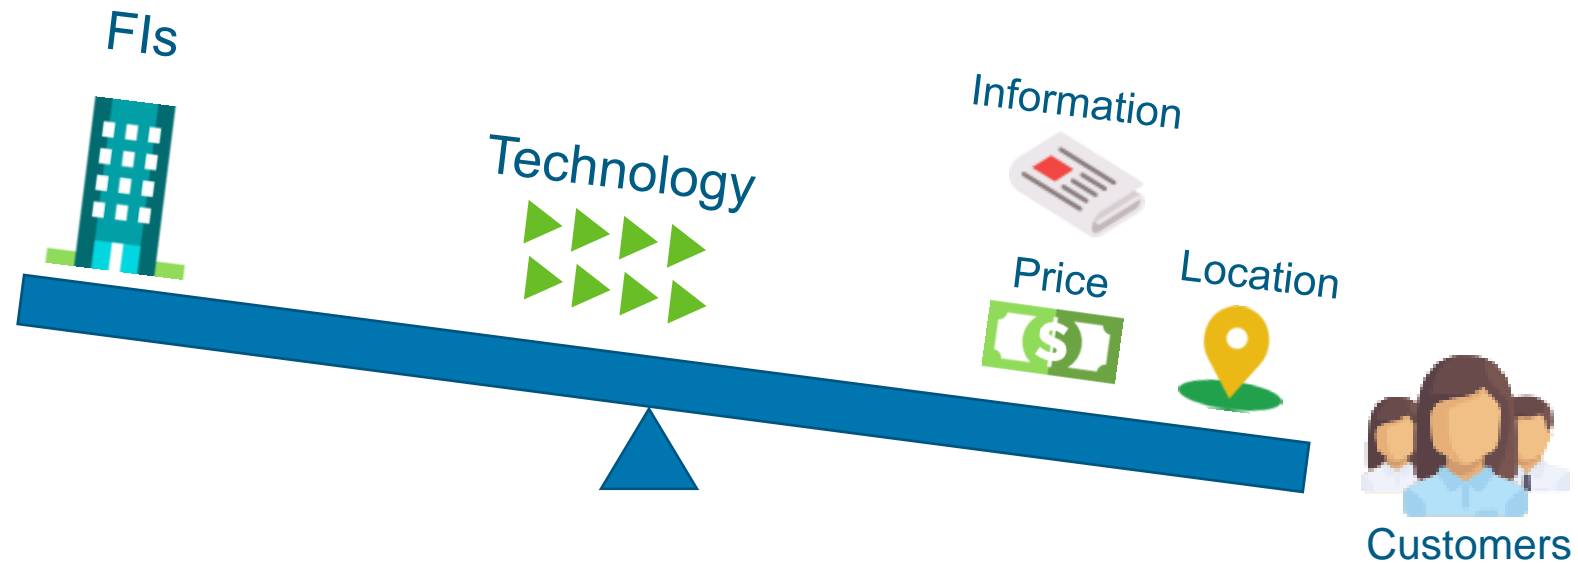 FIs
Technology
Information
Price
$
Location
Customers